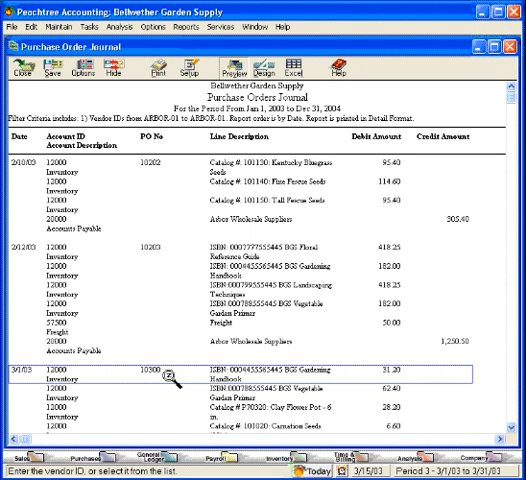 Peachtree Accounting: Bellwether Garden Supply
File Edit Maintain Tasks Analysis Options Reports Services Window Help
Purchase Order Journal
Close Save Options Hide Print Setup Preview Design Excel Help
Bellwether Garden Supply
Purchase Orders Journal
For the Period From Jan 1, 2003 to Dec 31, 2004
Filter Criteria includes: 1) Vendor IDs from ARBOR-01 to ARBOR-01. Report order is by Date. Report is printed in Detail Format.
Date Account ID PO No Line Description Debit Amount Credit Amount
Account Description
2/10/03 12000 10202 Catalog #: 101130: Kentucky Bluegrass 95.40
Inventory Seeds
12000 Catalog #: 101140: Fine Fescue Seeds 114.60
Inventory
12000 Catalog #: 101150: Tall Fescue Seeds 95.40
Inventory
20000 Arbor Wholesale Suppliers 305.40
Accounts Payable
2/12/03 12000 10203 ISBN: 0007777555445 BGS Floral 418.25
Inventory Reference Guide
12000 ISBN: 0004455565445 BGS Gardening 182.00
Inventory Handbook
12000 ISBN:000799555445 BGS Landscaping 418.25
Inventory Techniques
12000 ISBN:000788555445 BGS Vegetable 182.00
Inventory Garden Primer
57500 Freight 50.00
Freight
20000 Arbor Wholesale Suppliers 1,250.50
Accounts Payable
3/1/03 12000 10300 ISBN: 0004455565445 BGS Gardening 31.20
Inventory Handbook
12000 ISBN:000788555445 BGS Vegetable 62.40
Inventory Garden Primer
12000 Catalog # P70320: Clay Flower Pot - 6 28.20
Inventory in.
12000 Catalog #: 101020: Carnation Seeds 6.60
Sales Purchases General Ledger Payroll Inventory Time & Billing Analysis Company
Enter the vendor ID, or select it from the list. Today 3/15/03 Period 3 - 3/1/03 to 3/31/03